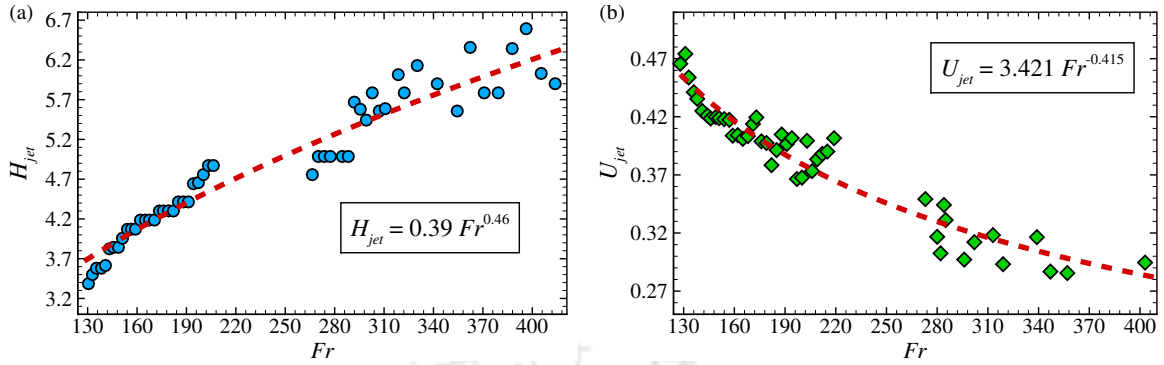 (a)
6.7
6.2
5.7
5.2
4.7
4.2
3.7
3.2
H_jet
H_jet = 0.39 Fr^0.46
130 160 190 220 250 280 310 340 370 400
Fr
(b)
0.47
0.42
0.37
0.32
0.27
U_jet
U_jet = 3.421 Fr^-0.415
130 160 190 220 250 280 310 340 370 400
Fr